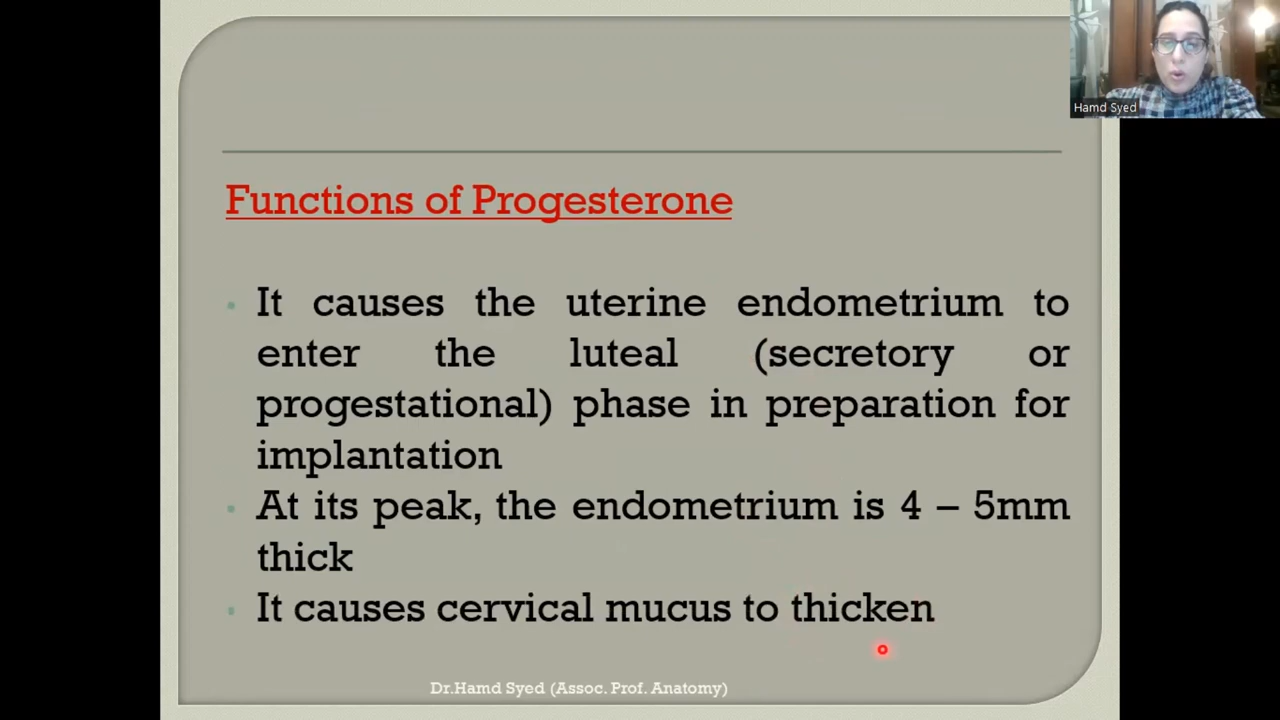 Hamd Syed
Functions of Progesterone
It causes the uterine endometrium to
enter the luteal (secretory or
progestational) phase in preparation for
implantation
At its peak, the endometrium is 4 – 5mm
thick
It causes cervical mucus to thicken
Dr.Hamd Syed (Assoc. Prof. Anatomy)